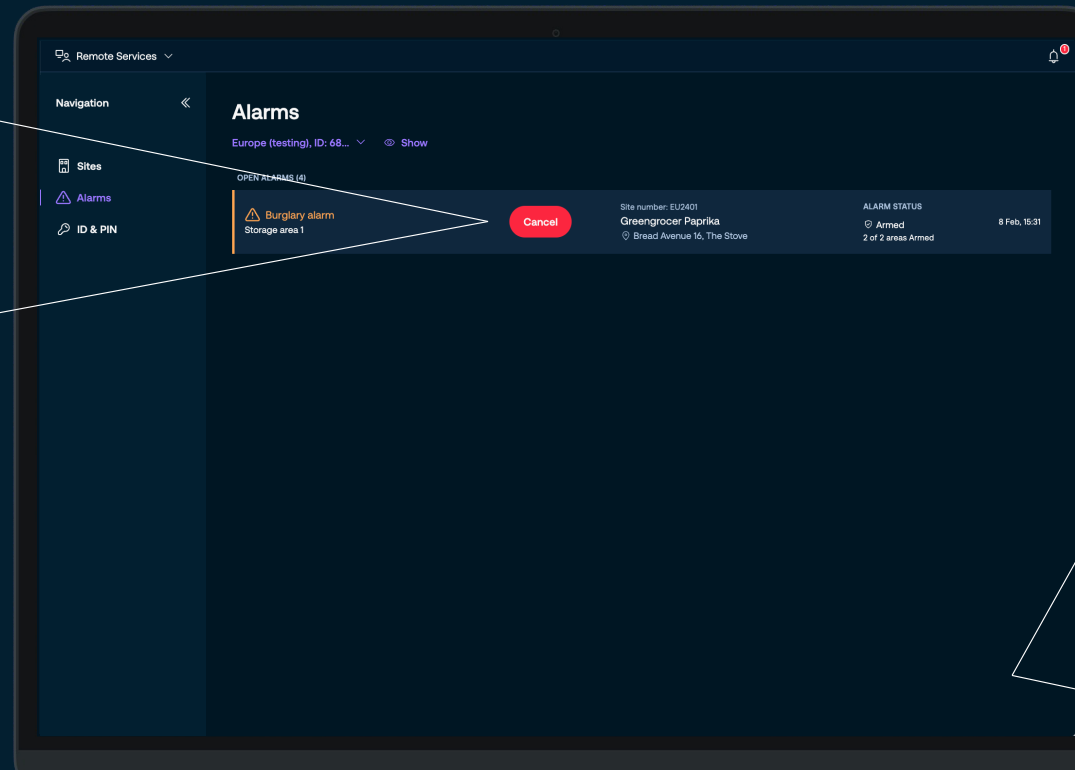 Remote Services
Navigation
Sites
Alarms
ID & PIN
Alarms
Europe (testing), ID: 68...
Show
OPEN ALARMS (4)
Burglary alarm
Storage area 1
Cancel
Site number: EU2401
Greengrocer Paprika
Bread Avenue 16, The Stove
ALARM STATUS
Armed
2 of 2 areas Armed
8 Feb, 15:31